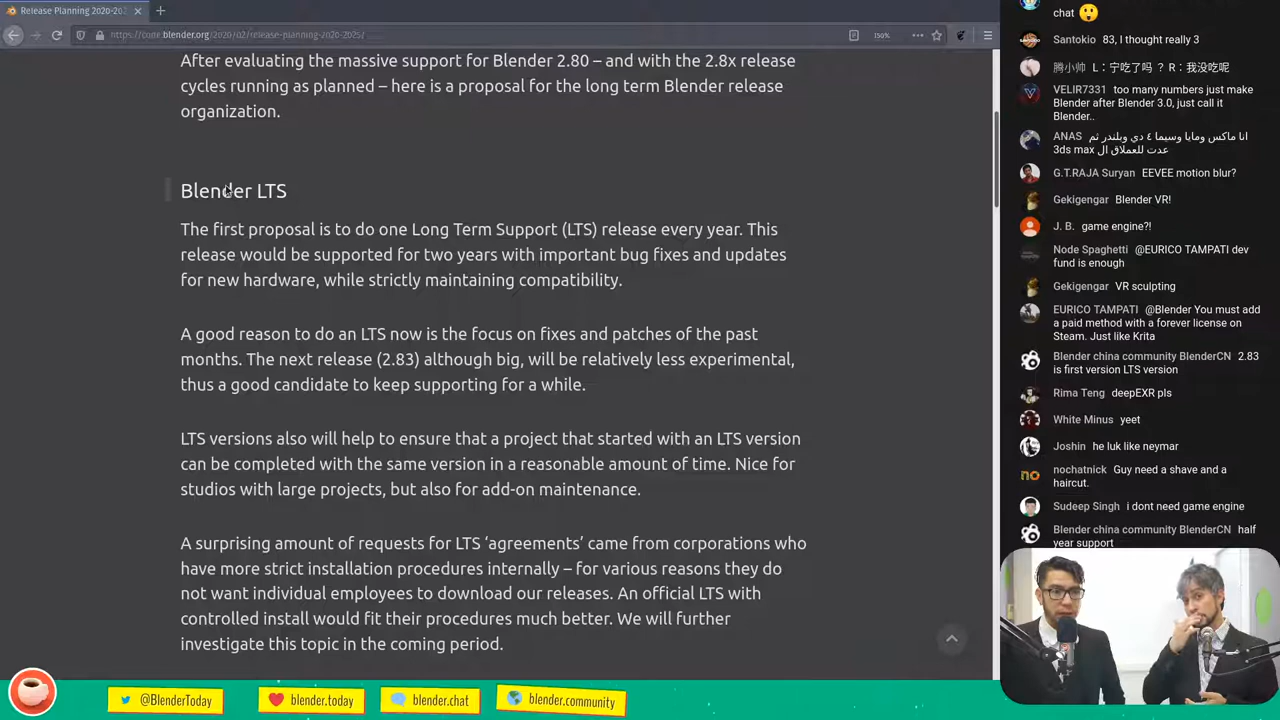 Release Planning 2020-202
https://code.blender.org/2020/02/release-planning-2020-2025/
150%
After evaluating the massive support for Blender 2.80 – and with the 2.8x release
cycles running as planned – here is a proposal for the long term Blender release
organization.
Blender LTS
The first proposal is to do one Long Term Support (LTS) release every year. This
release would be supported for two years with important bug fixes and updates
for new hardware, while strictly maintaining compatibility.
A good reason to do an LTS now is the focus on fixes and patches of the past
months. The next release (2.83) although big, will be relatively less experimental,
thus a good candidate to keep supporting for a while.
LTS versions also will help to ensure that a project that started with an LTS version
can be completed with the same version in a reasonable amount of time. Nice for
studios with large projects, but also for add-on maintenance.
A surprising amount of requests for LTS ‘agreements’ came from corporations who
have more strict installation procedures internally – for various reasons they do
not want individual employees to download our releases. An official LTS with
controlled install would fit their procedures much better. We will further
investigate this topic in the coming period.
chat 😲
Santokio 83, I thought really 3
腾小帅 L：宁吃了吗 ？ R：我没吃呢
VELIR7331 too many numbers just make
Blender after Blender 3.0, just call it
Blender..
ANAS انا ماكس ومايا وسيما ٤ دي وبلندر ثم
عدت للعملاق ال 3ds max
G.T.RAJA Suryan EEVEE motion blur?
Gekigengar Blender VR!
J. B. game engine?!
Node Spaghetti @EURICO TAMPATI dev
fund is enough
Gekigengar VR sculpting
EURICO TAMPATI @Blender You must add
a paid method with a forever license on
Steam. Just like Krita
Blender china community BlenderCN 2.83
is first version LTS version
Rima Teng deepEXR pls
White Minus yeet
Joshin he luk like neymar
no nochatnick Guy need a shave and a
haircut.
Sudeep Singh i dont need game engine
Blender china community BlenderCN half
year support
@BlenderToday
blender.today
blender.chat
blender.community